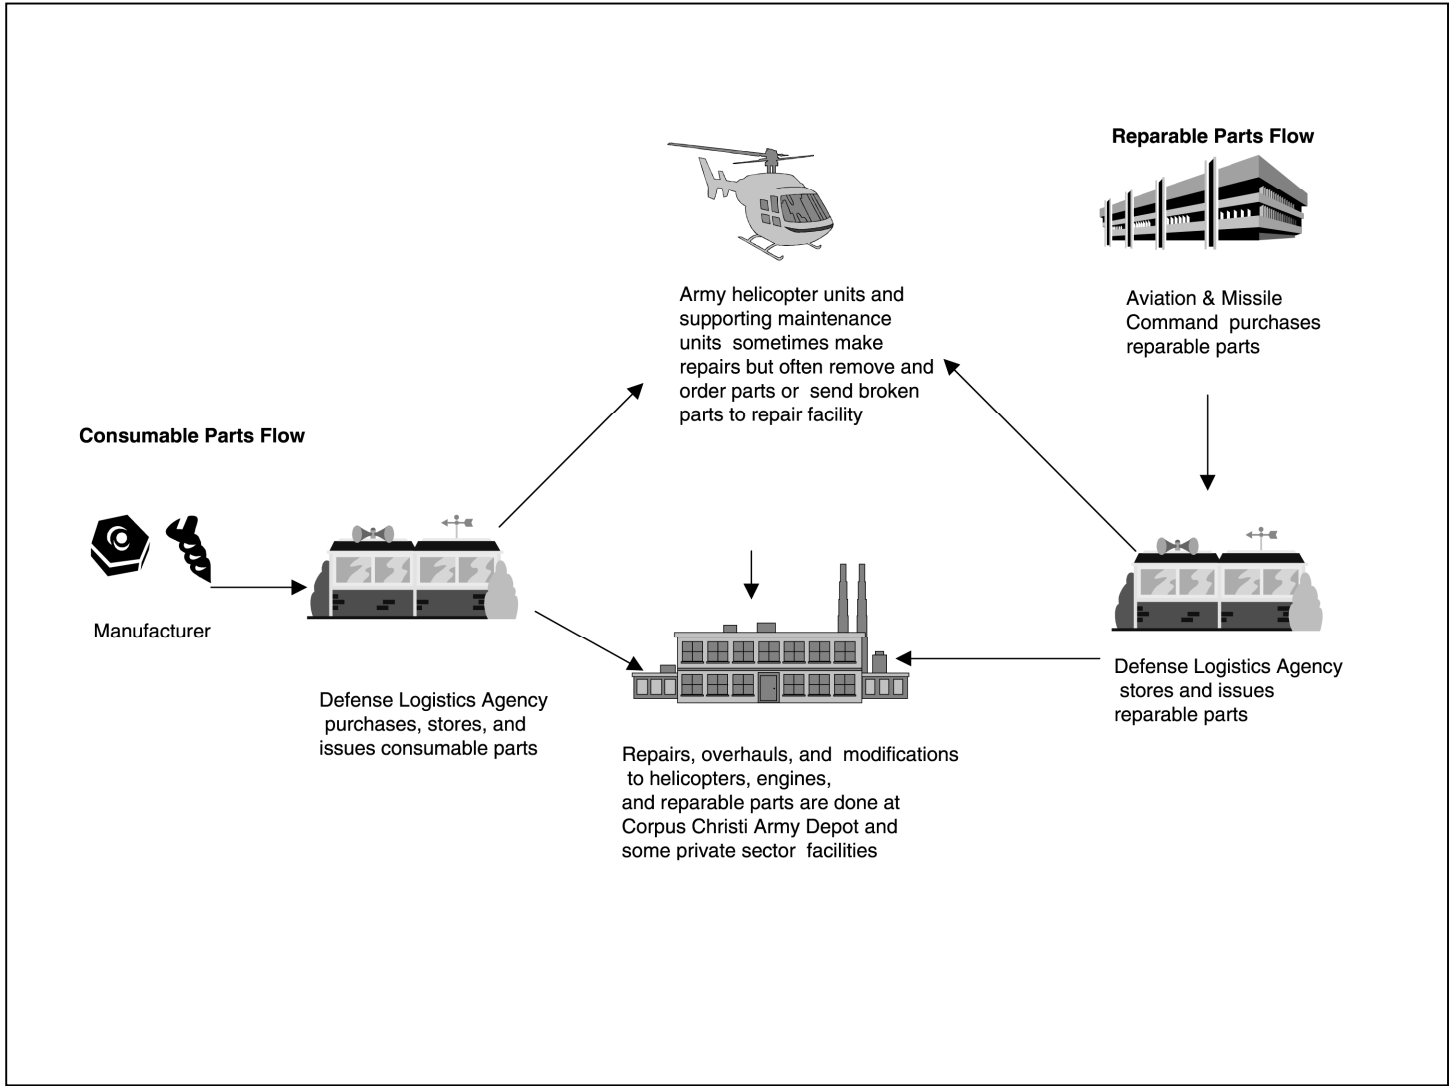 Reparable Parts Flow
Army helicopter units and
supporting maintenance
units sometimes make
repairs but often remove and
order parts or send broken
parts to repair facility
Aviation & Missile
Command purchases
reparable parts
Consumable Parts Flow
Manufacturer
Defense Logistics Agency
purchases, stores, and
issues consumable parts
Defense Logistics Agency
stores and issues
reparable parts
Repairs, overhauls, and modifications
to helicopters, engines,
and reparable parts are done at
Corpus Christi Army Depot and
some private sector facilities